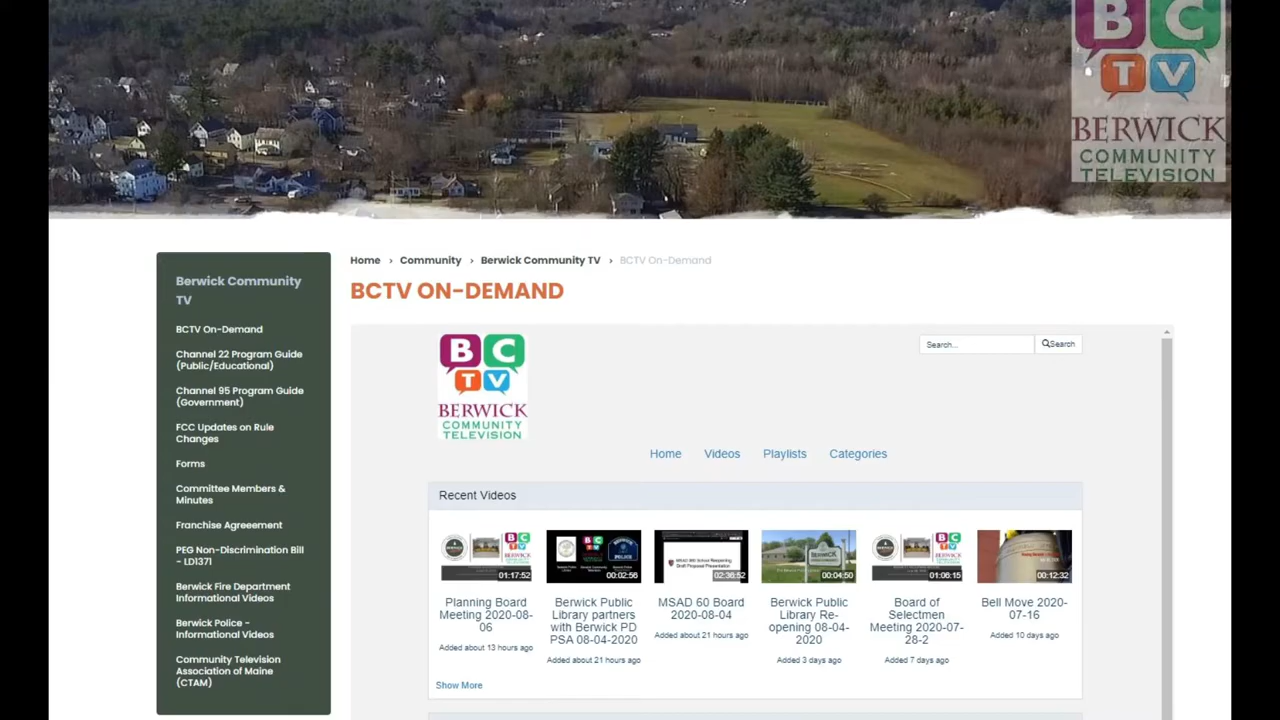 B C
T V
BERWICK
COMMUNITY
TELEVISION
Berwick Community
TV
BCTV On-Demand
Channel 22 Program Guide
(Public/Educational)
Channel 95 Program Guide
(Government)
FCC Updates on Rule
Changes
Forms
Committee Members &
Minutes
Franchise Agreeement
PEG Non-Discrimination Bill
- LD1371
Berwick Fire Department
Informational Videos
Berwick Police -
Informational Videos
Community Television
Association of Maine
(CTAM)
Home › Community › Berwick Community TV › BCTV On-Demand
BCTV ON-DEMAND
B C
T V
BERWICK
COMMUNITY
TELEVISION
Search...
Search
Home Videos Playlists Categories
Recent Videos
01:17:52
Planning Board
Meeting 2020-08-
06
Added about 13 hours ago
00:02:56
Berwick Public
Library partners
with Berwick PD
PSA 08-04-2020
Added about 21 hours ago
02:36:52
MSAD 60 Board
2020-08-04
Added about 21 hours ago
BERWICK
00:04:50
Berwick Public
Library Re-
opening 08-04-
2020
Added 3 days ago
01:06:15
Board of
Selectmen
Meeting 2020-07-
28-2
Added 7 days ago
00:12:32
Bell Move 2020-
07-16
Added 10 days ago
Show More